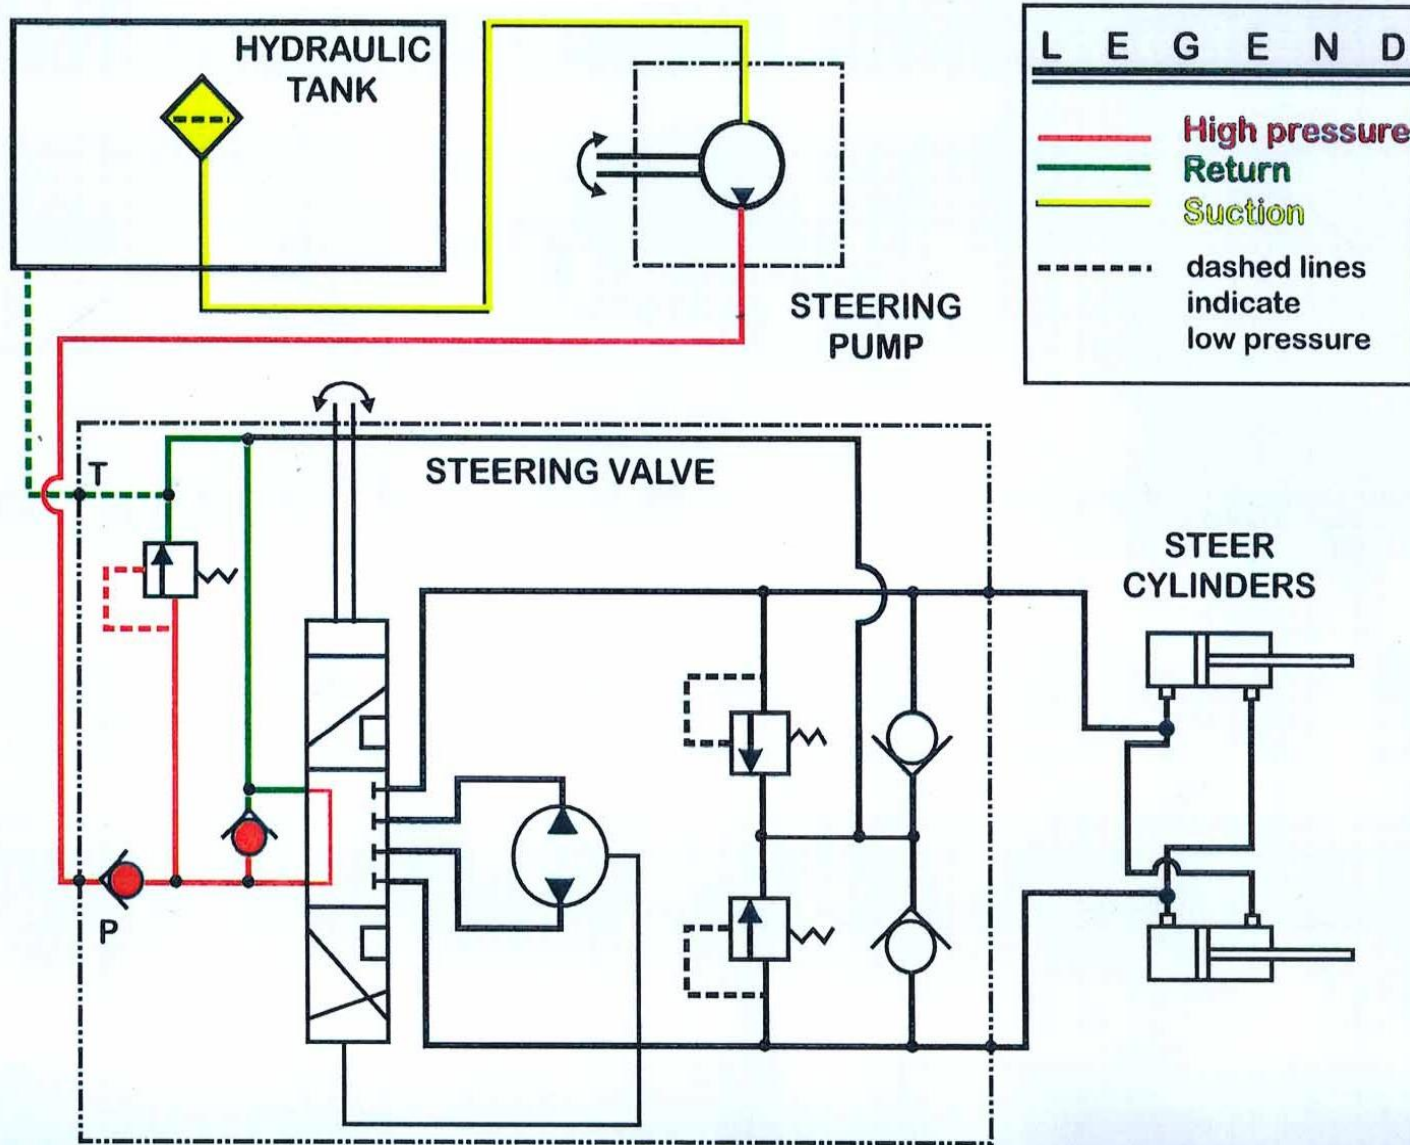 HYDRAULIC
TANK
L E G E N D
High pressure
Return
Suction
dashed lines
indicate
low pressure
STEERING
PUMP
T
STEERING VALVE
STEER
CYLINDERS
P